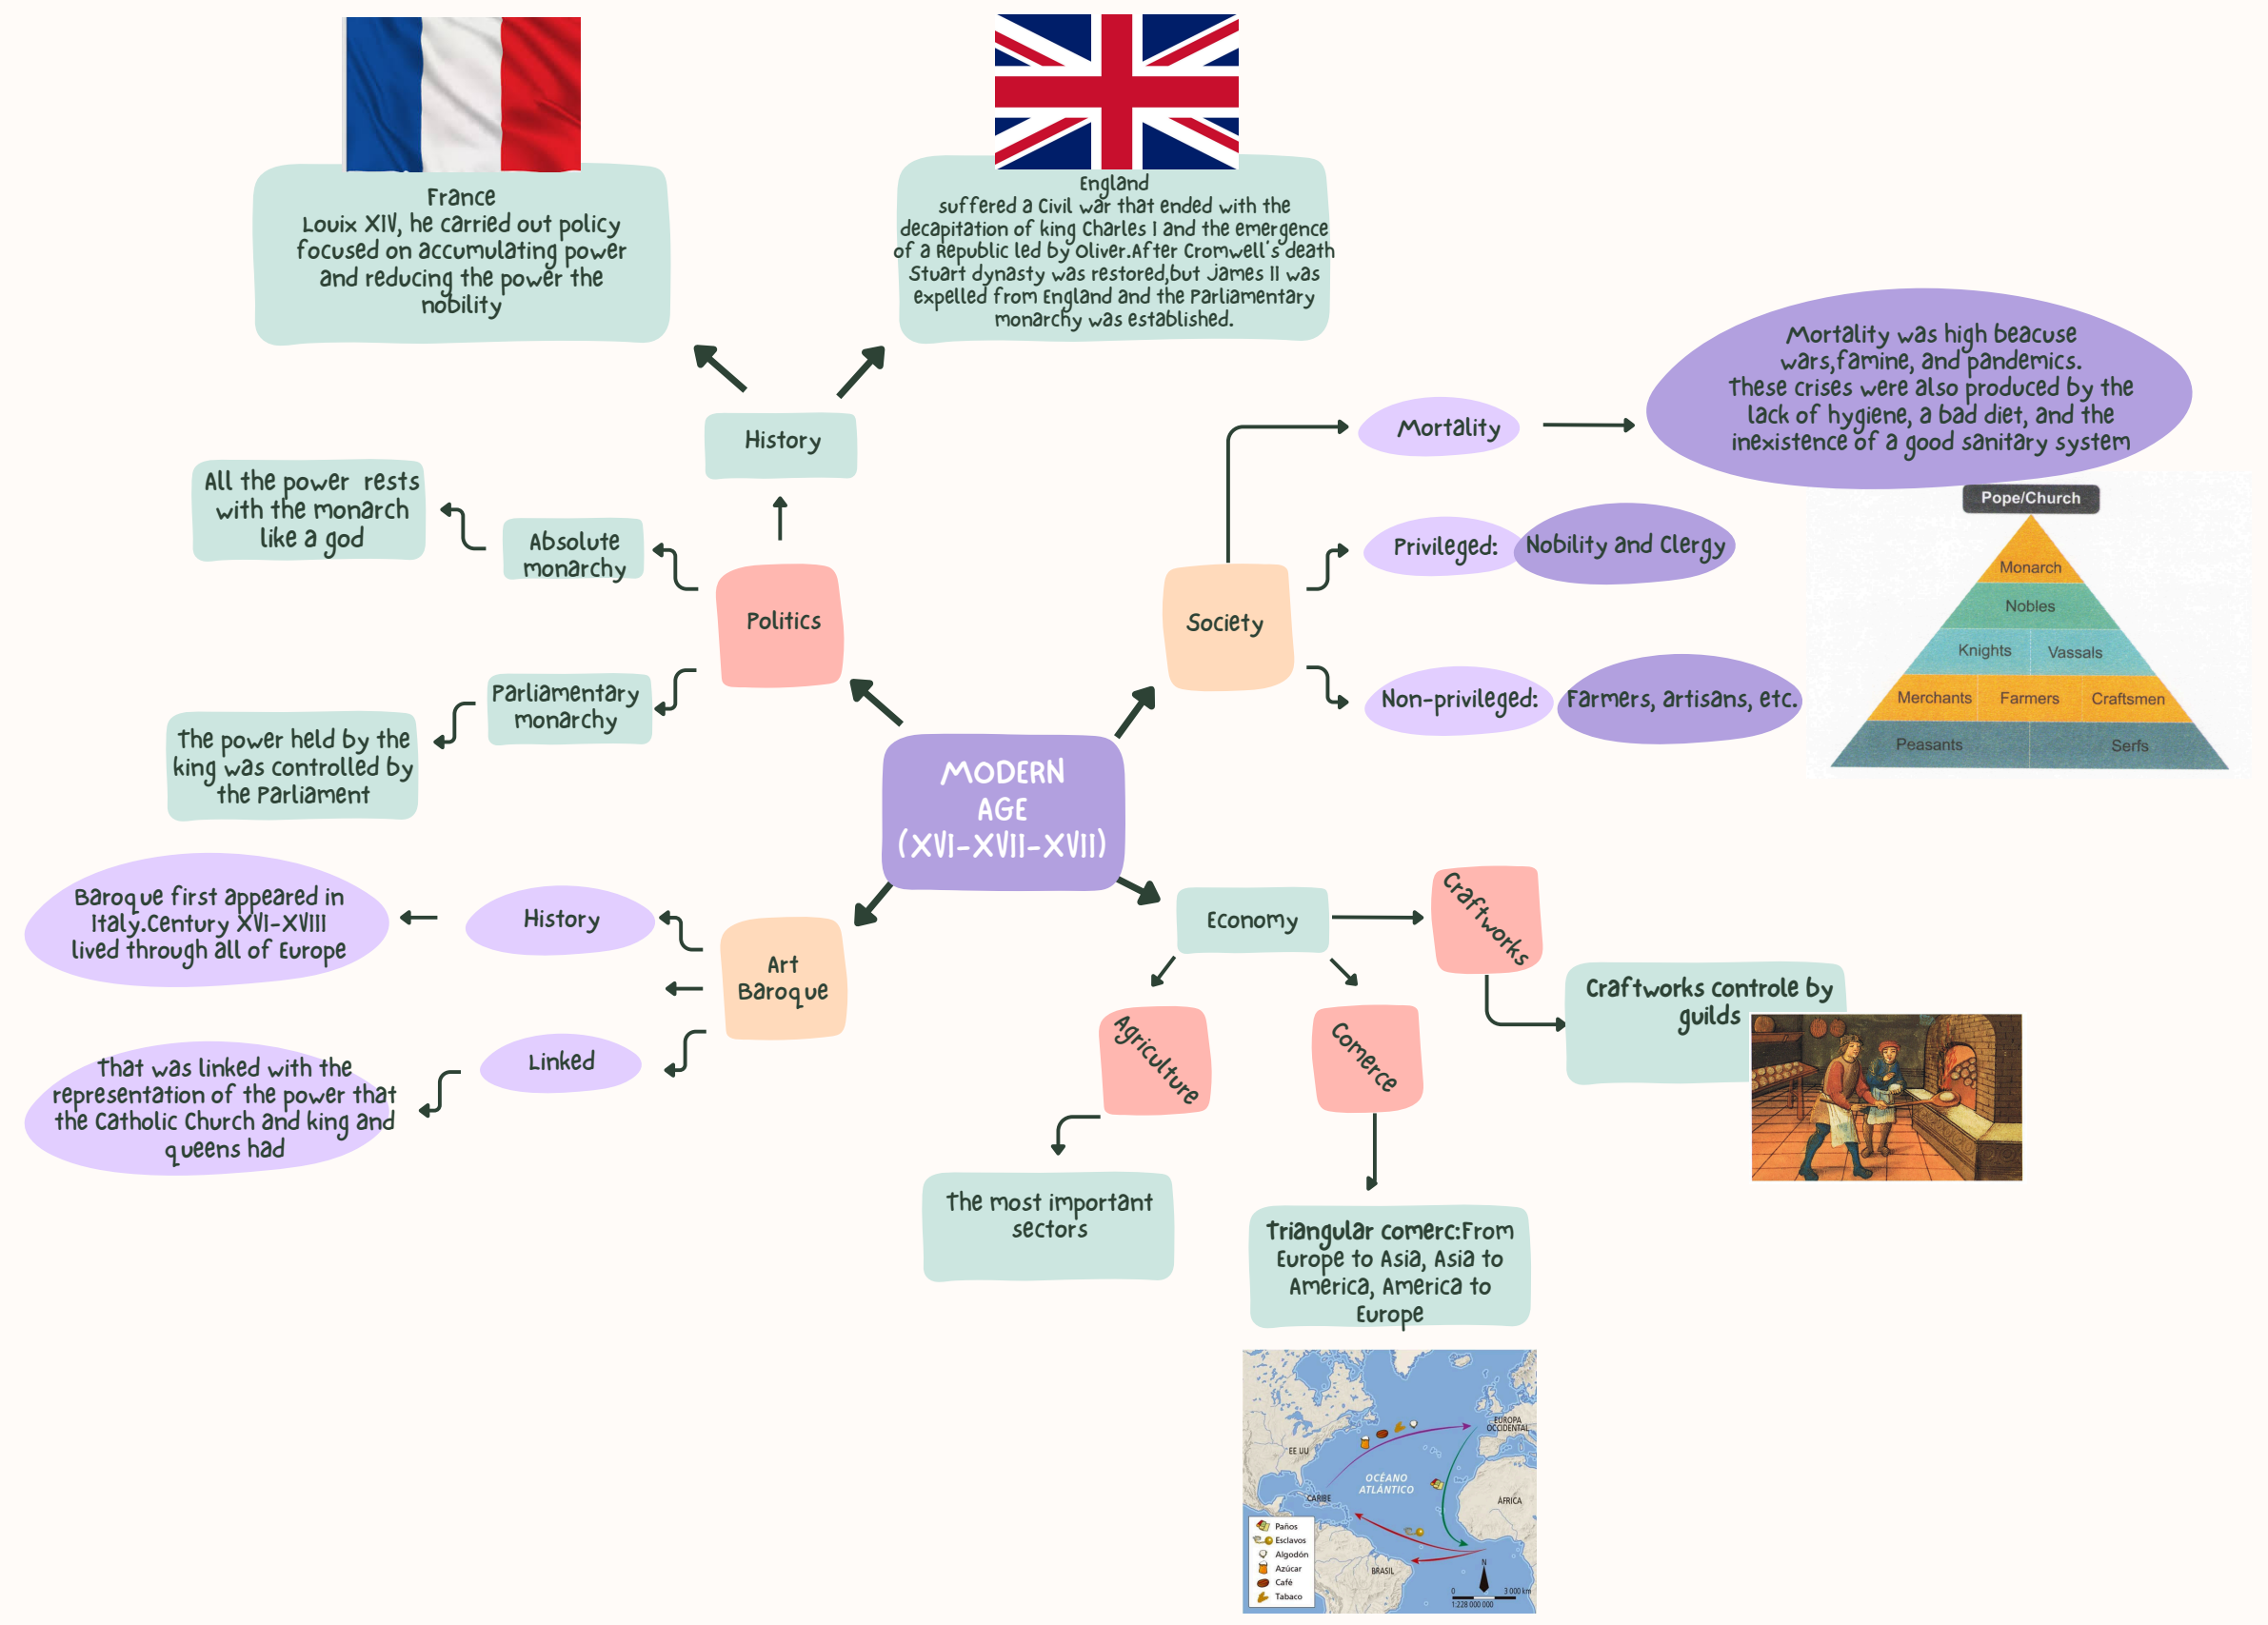 France
Louix XIV, he carried out policy
focused on accumulating power
and reducing the power the
nobility
England
suffered a Civil war that ended with the
decapitation of king Charles I and the emergence
of a Republic led by Oliver.After Cromwell's death
Stuart dynasty was restored,but James II was
expelled from England and the Parliamentary
monarchy was established.
History
All the power rests
with the monarch
like a god
Absolute
monarchy
Politics
Parliamentary
monarchy
The power held by the
king was controlled by
the Parliament
Mortality
Mortality was high beacuse
wars,famine, and pandemics.
These crises were also produced by the
lack of hygiene, a bad diet, and the
inexistence of a good sanitary system
Privileged:
Nobility and Clergy
Society
Non-privileged:
Farmers, artisans, etc.
Pope/Church
Monarch
Nobles
Knights Vassals
Merchants Farmers Craftsmen
Peasants Serfs
MODERN
AGE
(XVI-XVII-XVII)
Baroque first appeared in
Italy.Century XVI-XVIII
lived through all of Europe
History
Art
Baroque
Linked
That was linked with the
representation of the power that
the Catholic Church and king and
queens had
Economy
Craftworks
Craftworks controle by
guilds
Agriculture
The most important
sectors
Comerce
Triangular comerc:From
Europe to Asia, Asia to
America, America to
Europe
EUROPA
OCCIDENTAL
EE UU
OCÉANO
ATLÁNTICO
CARIBE
ÁFRICA
BRASIL
Paños
Esclavos
Algodón
Azúcar
Café
Tabaco
N
0 3 000 km
1:228 000 000